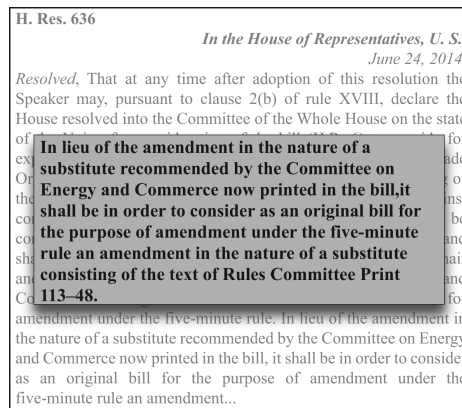 H. Res. 636
In the House of Representatives, U. S.
June 24, 2014
Resolved, That at any time after adoption of this resolution the
Speaker may, pursuant to clause 2(b) of rule XVIII, declare the
House resolved into the Committee of the Whole House on the state
In lieu of the amendment in the nature of a
substitute recommended by the Committee on
Energy and Commerce now printed in the bill,it
shall be in order to consider as an original bill for
the purpose of amendment under the five-minute
rule an amendment in the nature of a substitute
consisting of the text of Rules Committee Print
113–48.
amendment under the five-minute rule. In lieu of the amendment in
the nature of a substitute recommended by the Committee on Energy
and Commerce now printed in the bill, it shall be in order to consider
as an original bill for the purpose of amendment under the
five-minute rule an amendment...